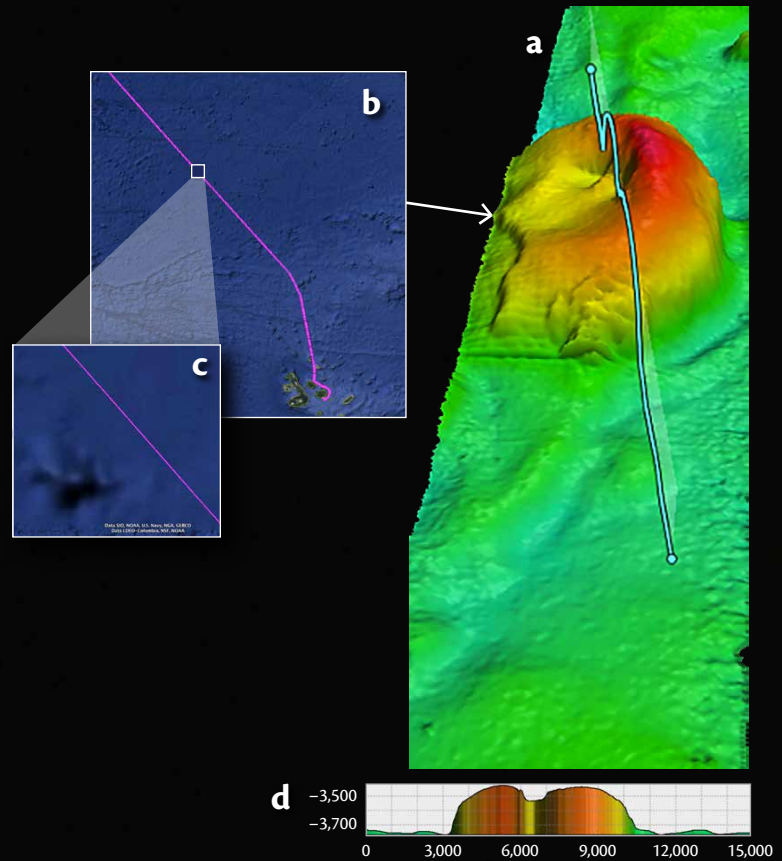 a
b
c
Data SIO, NOAA, U.S. Navy, NGA, GEBCO
Data LDEO-Columbia, NSF, NOAA
d
−3,500
−3,700
0 3,000 6,000 9,000 12,000 15,000